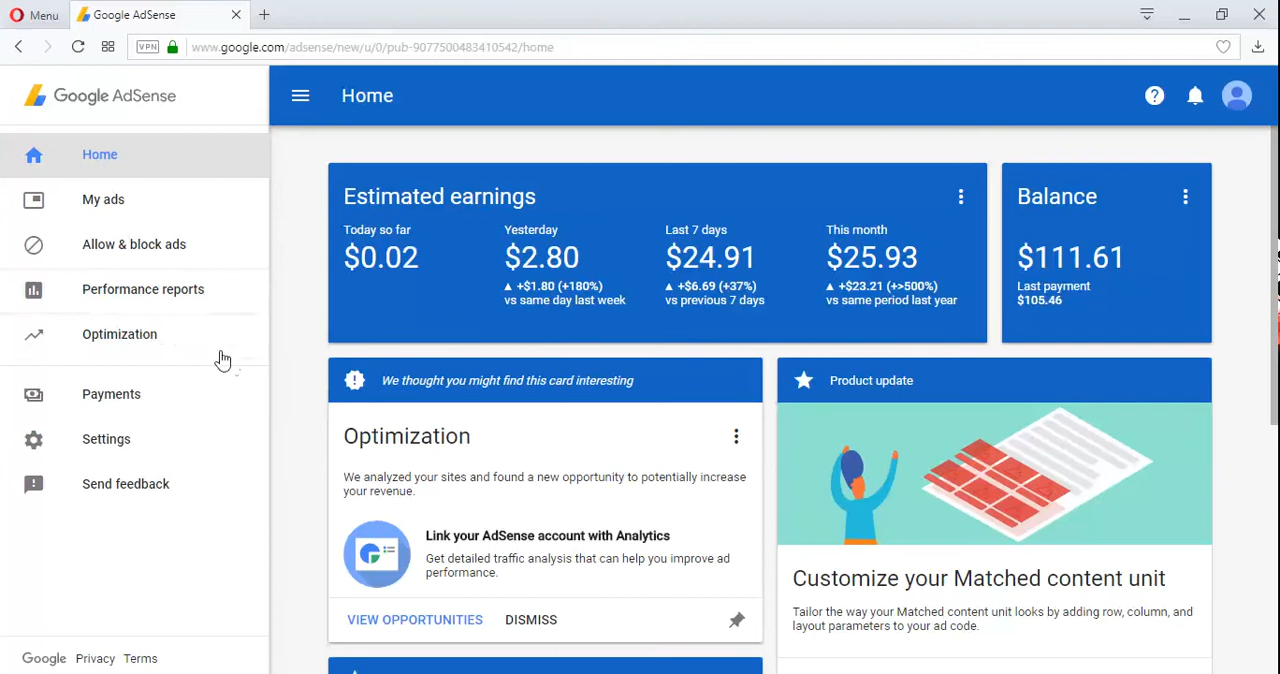 Menu
Google AdSense
VPN
www.google.com/adsense/new/u/0/pub-9077500483410542/home
Google AdSense
Home
Home
My ads
Allow & block ads
Performance reports
Optimization
Payments
Settings
Send feedback
Google Privacy Terms
Estimated earnings
Today so far
$0.02
Yesterday
$2.80
▲ +$1.80 (+180%)
vs same day last week
Last 7 days
$24.91
▲ +$6.69 (+37%)
vs previous 7 days
This month
$25.93
▲ +$23.21 (+>500%)
vs same period last year
Balance
$111.61
Last payment
$105.46
We thought you might find this card interesting
Optimization
We analyzed your sites and found a new opportunity to potentially increase
your revenue.
Link your AdSense account with Analytics
Get detailed traffic analysis that can help you improve ad
performance.
VIEW OPPORTUNITIES DISMISS
Product update
Customize your Matched content unit
Tailor the way your Matched content unit looks by adding row, column, and
layout parameters to your ad code.